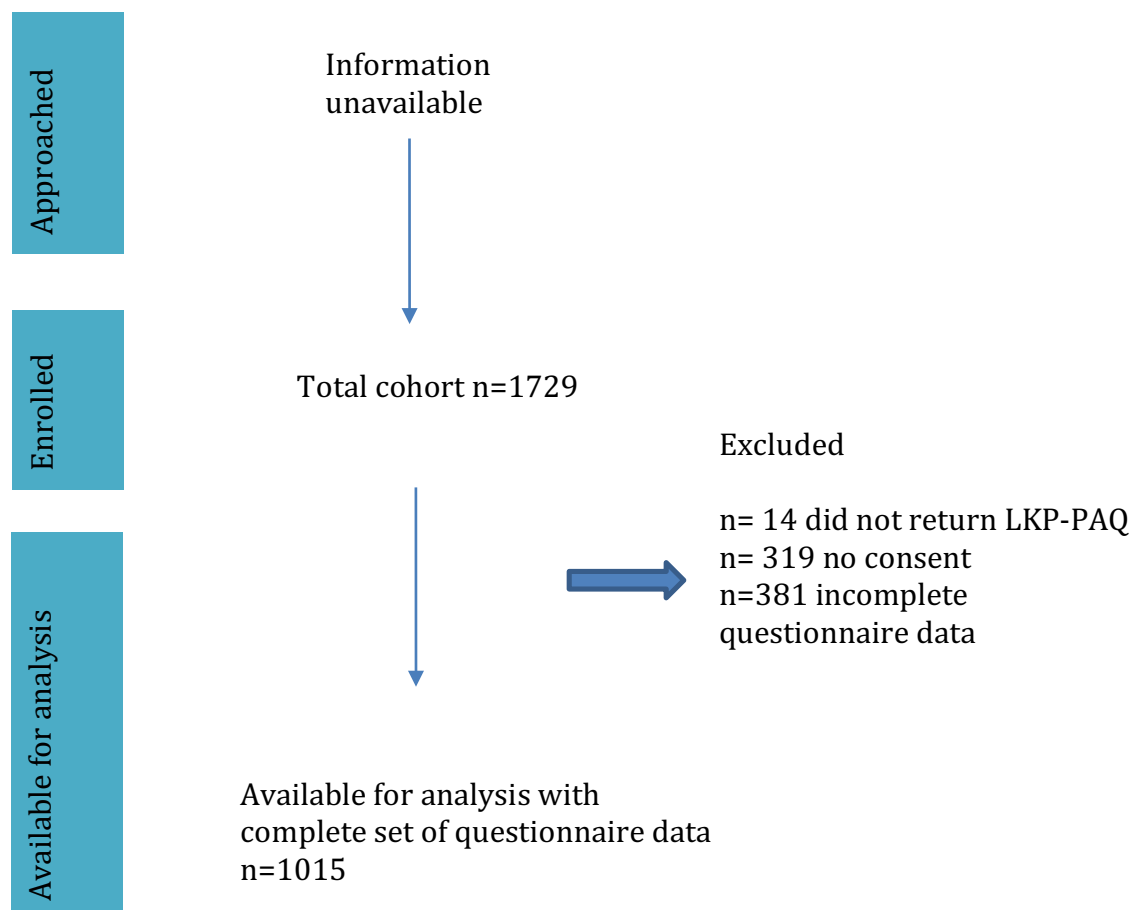 Approached
Information
unavailable
Enrolled
Total cohort n=1729
Excluded
n= 14 did not return LKP-PAQ
n= 319 no consent
n=381 incomplete
questionnaire data
Available for analysis
Available for analysis with
complete set of questionnaire data
n=1015